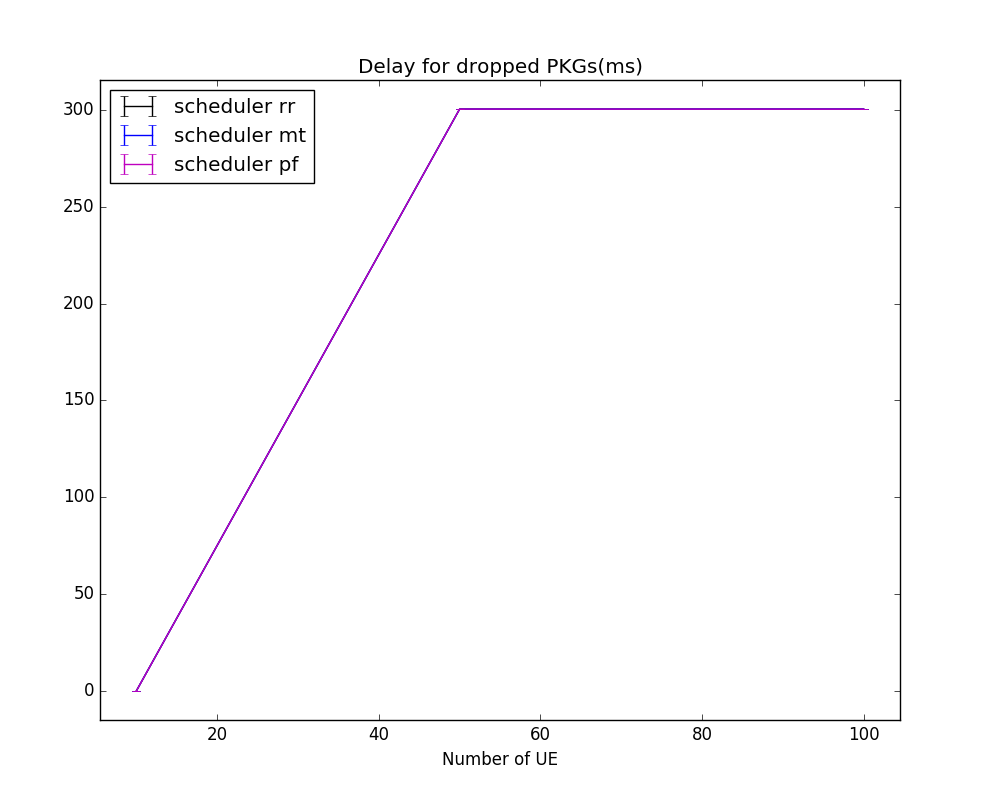 Delay for dropped PKGs(ms)
scheduler rr
scheduler mt
scheduler pf
300
250
200
150
100
50
0
20 40 60 80 100
Number of UE